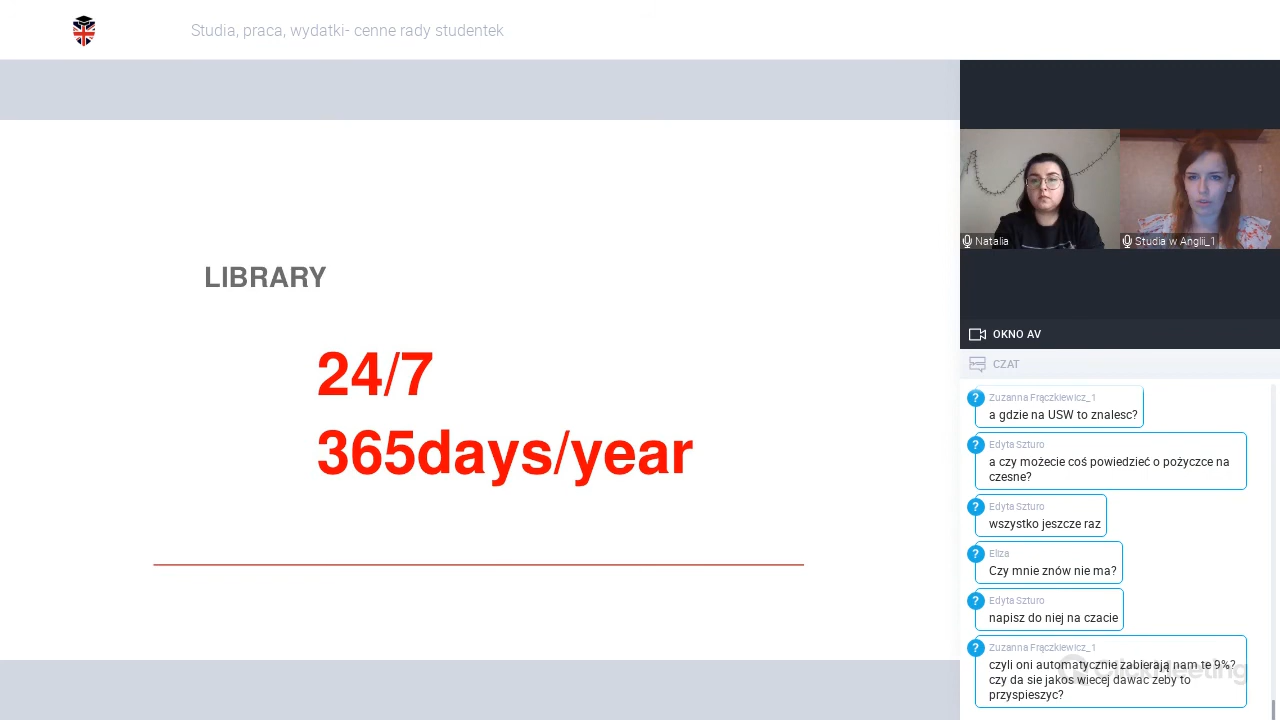 Studia, praca, wydatki- cenne rady studentek
LIBRARY
24/7
365days/year
Natalia
Studia w Anglii_1
OKNO AV
CZAT
? Zuzanna Frączkiewicz_1
a gdzie na USW to znalesc?
? Edyta Szturo
a czy możecie coś powiedzieć o pożyczce na
czesne?
? Edyta Szturo
wszystko jeszcze raz
? Eliza
Czy mnie znów nie ma?
? Edyta Szturo
napisz do niej na czacie
? Zuzanna Frączkiewicz_1
czyli oni automatycznie zabierają nam te 9%?
czy da sie jakos wiecej dawac zeby to
przyspieszyc?
ClickMeeting